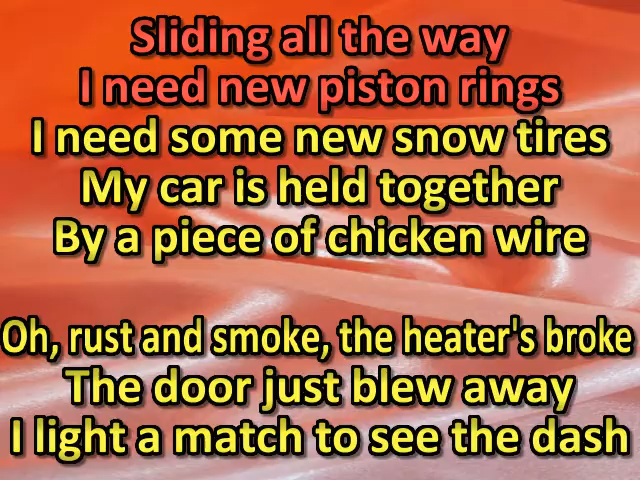 Sliding all the way
I need new piston rings
I need some new snow tires
My car is held together
By a piece of chicken wire
Oh, rust and smoke, the heater's broke
The door just blew away
I light a match to see the dash